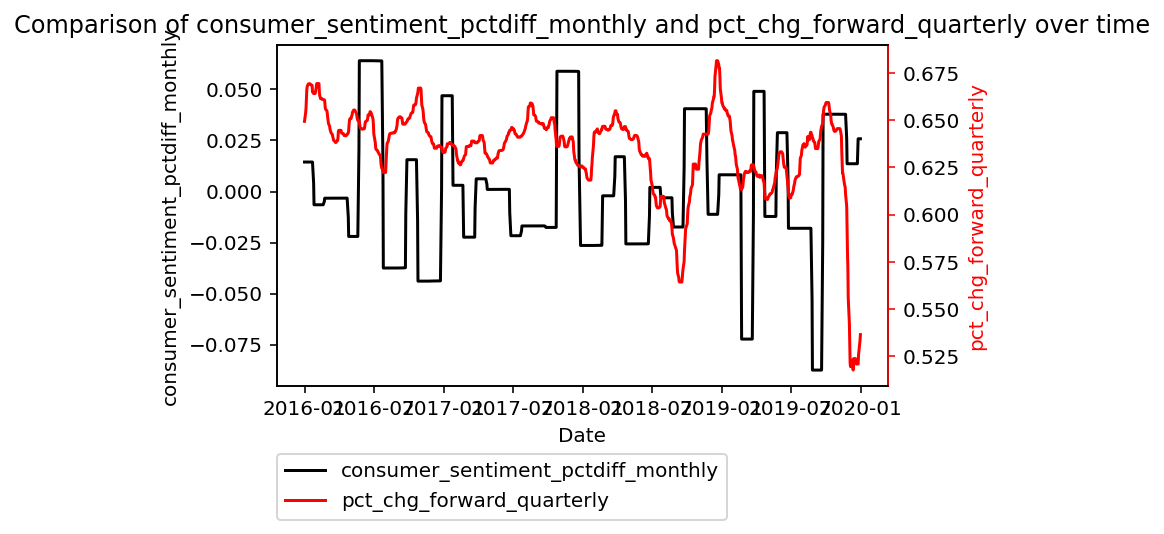 Comparison of consumer_sentiment_pctdiff_monthly and pct_chg_forward_quarterly over time
consumer_sentiment_pctdiff_monthly
0.050
0.025
0.000
−0.025
−0.050
−0.075
0.675
0.650
0.625
0.600
0.575
0.550
0.525
pct_chg_forward_quarterly
2016-01 2016-07 2017-01 2017-07 2018-01 2018-07 2019-01 2019-07 2020-01
Date
consumer_sentiment_pctdiff_monthly
pct_chg_forward_quarterly